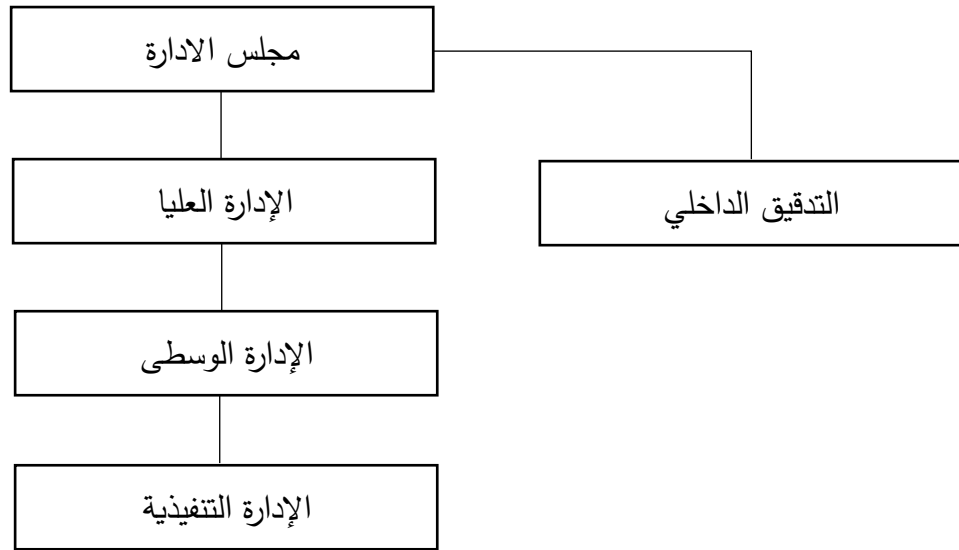 مجلس الادارة
الإدارة العليا
التدقيق الداخلي
الإدارة الوسطى
الإدارة التنفيذية